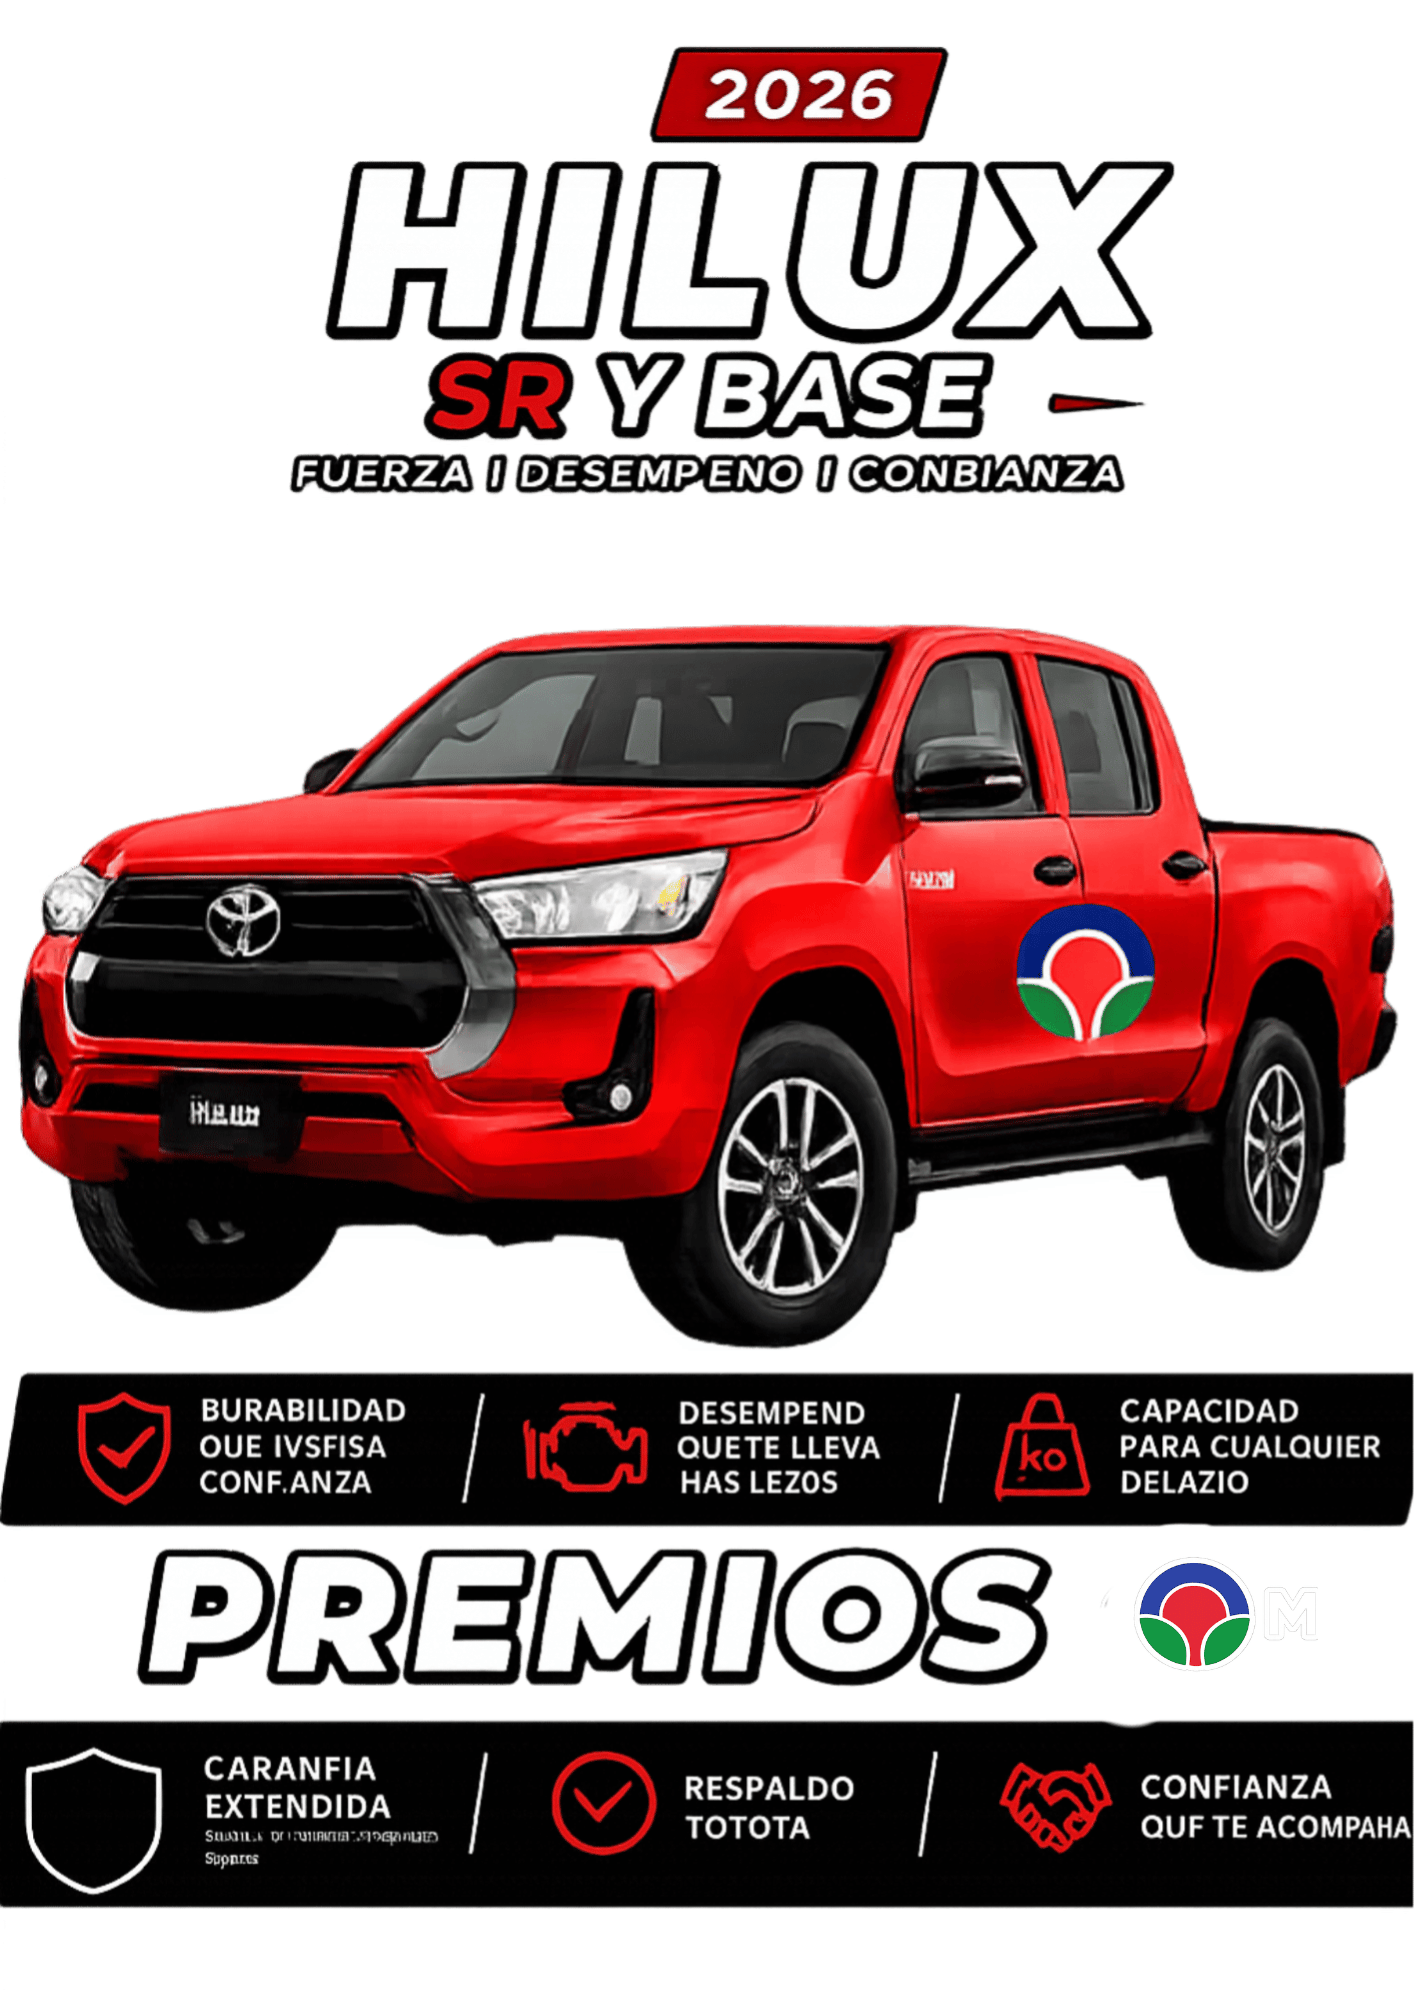 2026
HILUX
SR Y BASE
FUERZA | DESEMPENO | CONBIANZA
BURABILIDAD
OUE IVSFISA
CONF.ANZA
DESEMPEND
QUETE LLEVA
HAS LEZOS
ko
CAPACIDAD
PARA CUALQUIER
DELAZIO
PREMIOS
M
CARANFIA
EXTENDIDA
RESPALDO
TOTOTA
CONFIANZA
QUF TE ACOMPAHA